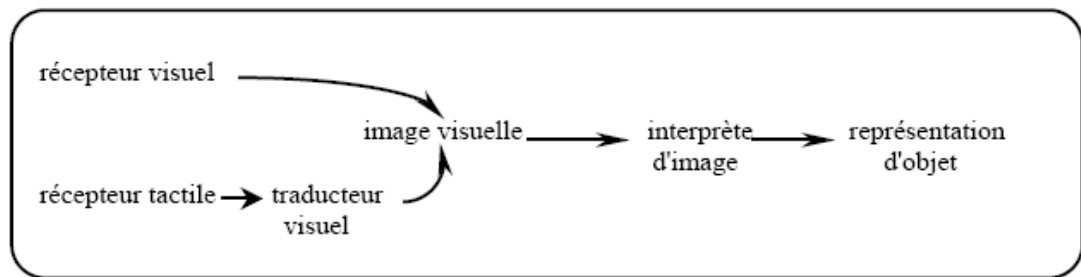 récepteur visuel
image visuelle
interprète
d'image
représentation
d'objet
récepteur tactile
traducteur
visuel